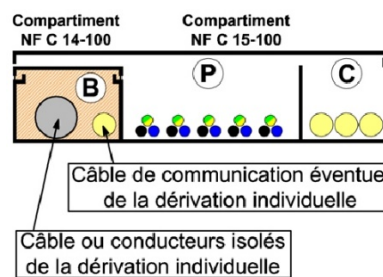 Compartiment Compartiment
NF C 14-100 NF C 15-100
B P C
Câble de communication éventue
de la dérivation individuelle
Câble ou conducteurs isolés
de la dérivation individuelle